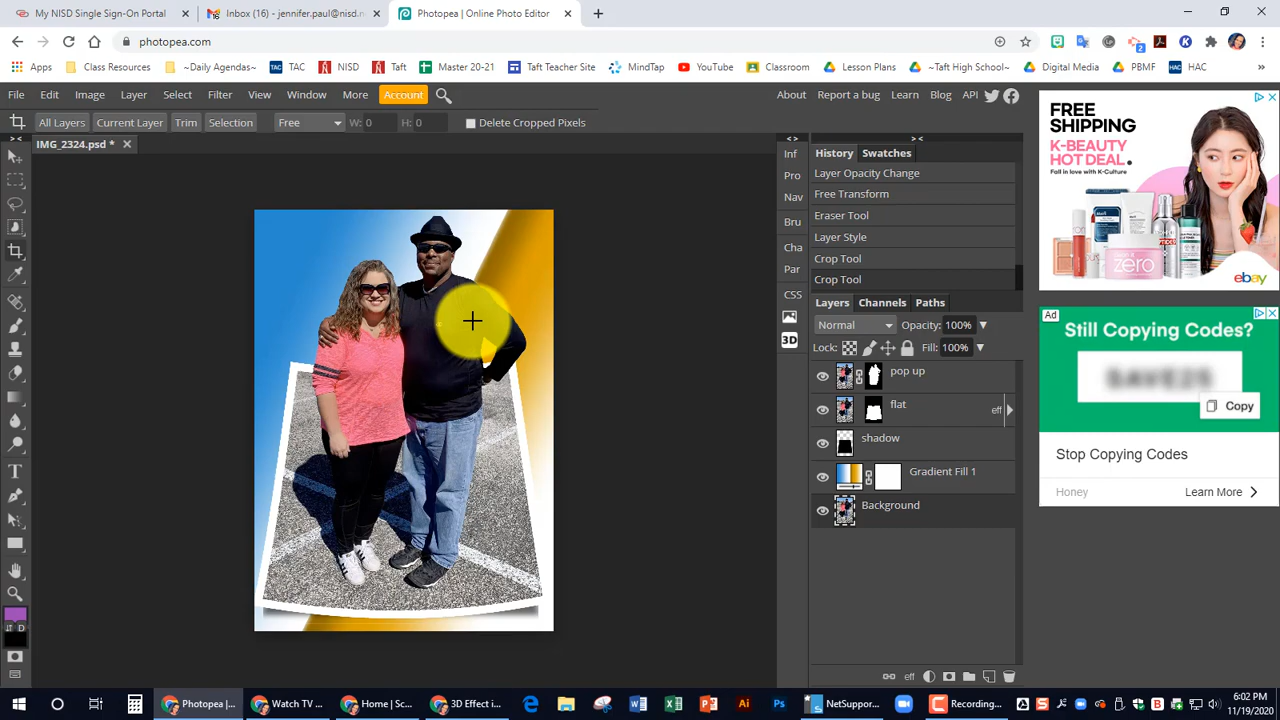 My NISD Single Sign-On Portal
Inbox (16) - jennifer.paul@nisd.n
Photopea | Online Photo Editor
photopea.com
Apps
Class Resources
~Daily Agendas~
TAC
NISD
Taft
Master 20-21
Taft Teacher Site
MindTap
YouTube
Classroom
Lesson Plans
~Taft High School~
Digital Media
PBMF
HAC
File Edit Image Layer Select Filter View Window More Account
About Report a bug Learn Blog API
All Layers Current Layer Trim Selection Free W: 0 H: 0 Delete Cropped Pixels
IMG_2324.psd *
Inf
Pro
Nav
Bru
Cha
Par
CSS
3D
History Swatches
Layer Opacity Change
Free Transform
Eraser Tool
Layer Style
Crop Tool
Crop Tool
Layers Channels Paths
Normal Opacity: 100%
Lock: Fill: 100%
pop up
flat eff
shadow
Gradient Fill 1
Background
eff
FREE
SHIPPING
K-BEAUTY
HOT DEAL.
Fall in love with K-Culture
zero
ebay
Ad
Still Copying Codes?
SAVE25
Copy
Stop Copying Codes
Honey
Learn More
D
Photopea |...
Watch TV ...
Home | Sc...
3D Effect i...
NetSuppor...
Recording...
6:02 PM
11/19/2020